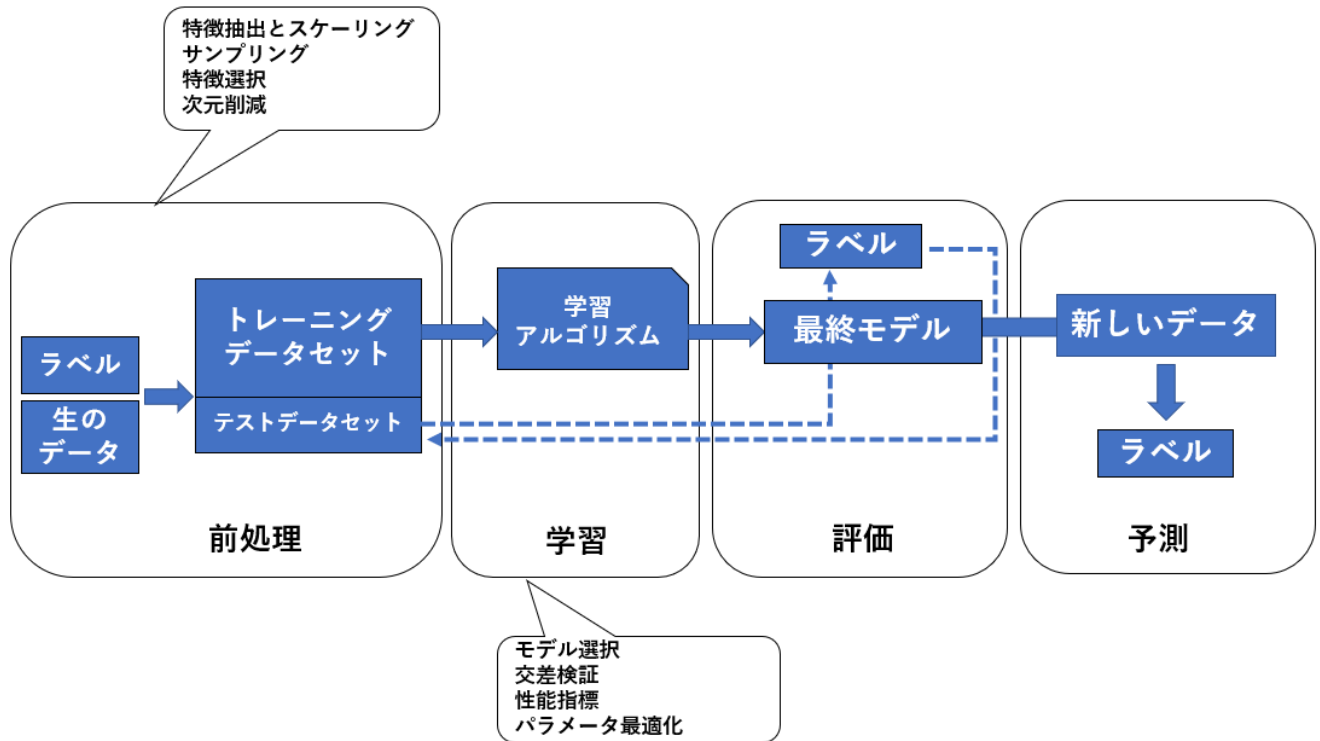 特徴抽出とスケーリング
サンプリング
特徴選択
次元削減
ラベル
生の
データ
トレーニング
データセット
テストデータセット
前処理
学習
アルゴリズム
学習
ラベル
最終モデル
評価
新しいデータ
ラベル
予測
モデル選択
交差検証
性能指標
パラメータ最適化